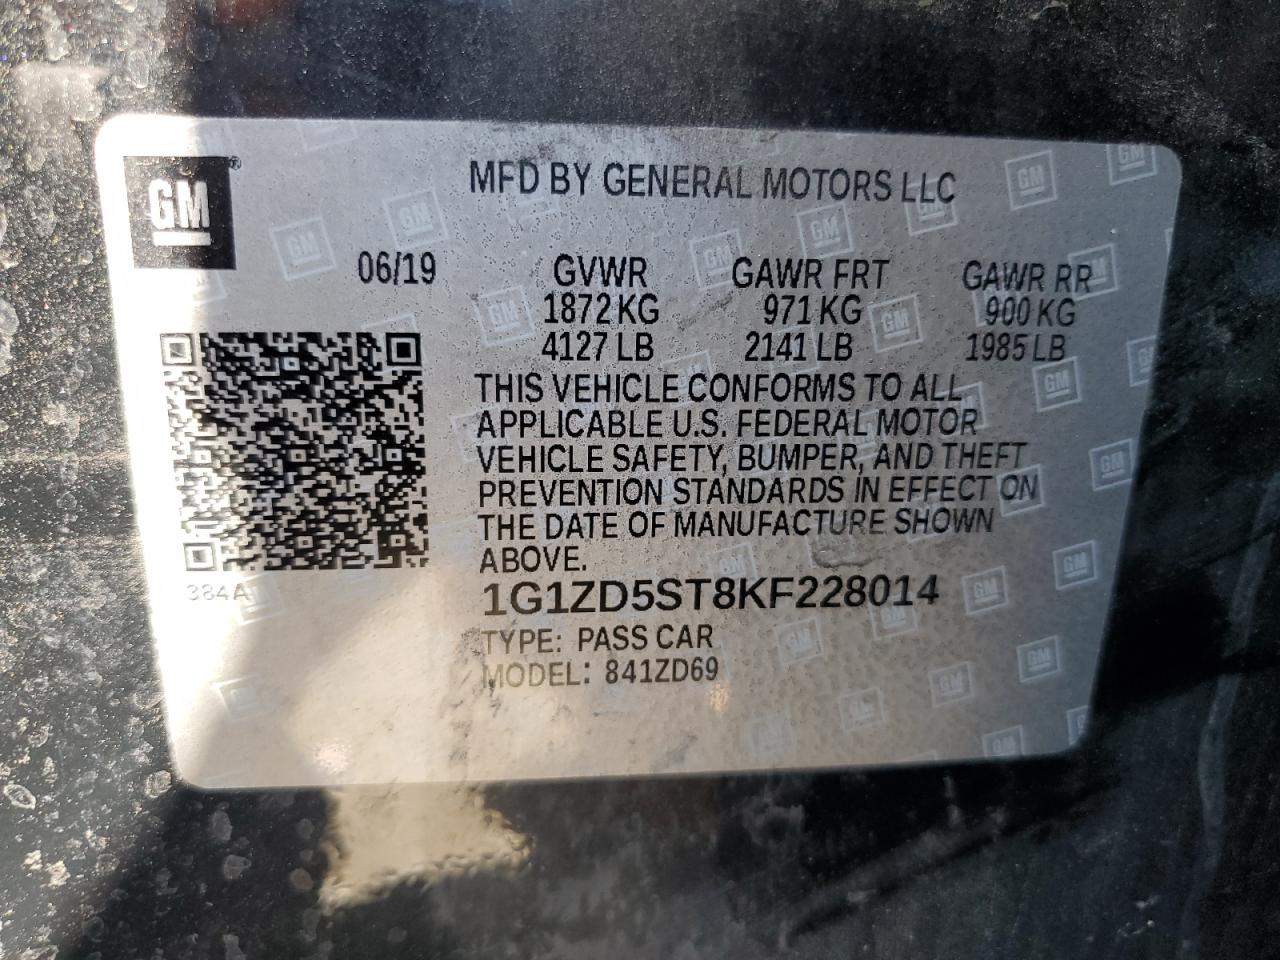 GM®
MFD BY GENERAL MOTORS LLC
06/19 GVWR GAWR FRT GAWR RR
1872 KG 971 KG 900 KG
4127 LB 2141 LB 1985 LB
THIS VEHICLE CONFORMS TO ALL
APPLICABLE U.S. FEDERAL MOTOR
VEHICLE SAFETY, BUMPER, AND THEFT
PREVENTION STANDARDS IN EFFECT ON
THE DATE OF MANUFACTURE SHOWN
ABOVE.
384A
1G1ZD5ST8KF228014
TYPE: PASS CAR
MODEL: 841ZD69